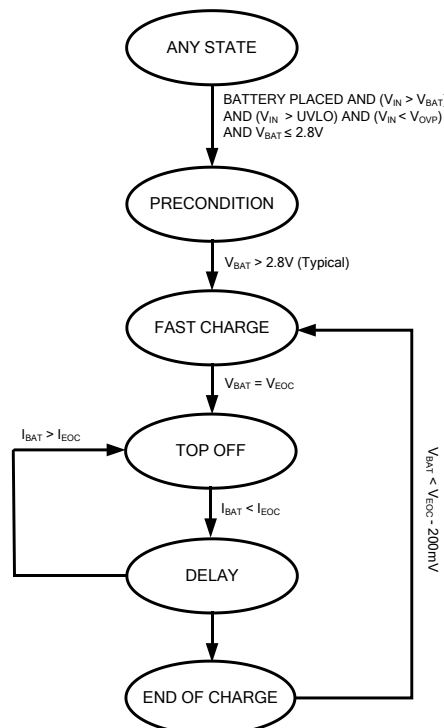 ANY STATE
BATTERY PLACED AND (VIN > VBAT)
AND (VIN > UVLO) AND (VIN < VOVP)
AND VBAT ≤ 2.8V
PRECONDITION
VBAT > 2.8V (Typical)
FAST CHARGE
VBAT = VEOC
IBAT > IEOC
TOP OFF
IBAT < IEOC
VBAT < VEOC - 200mV
DELAY
END OF CHARGE